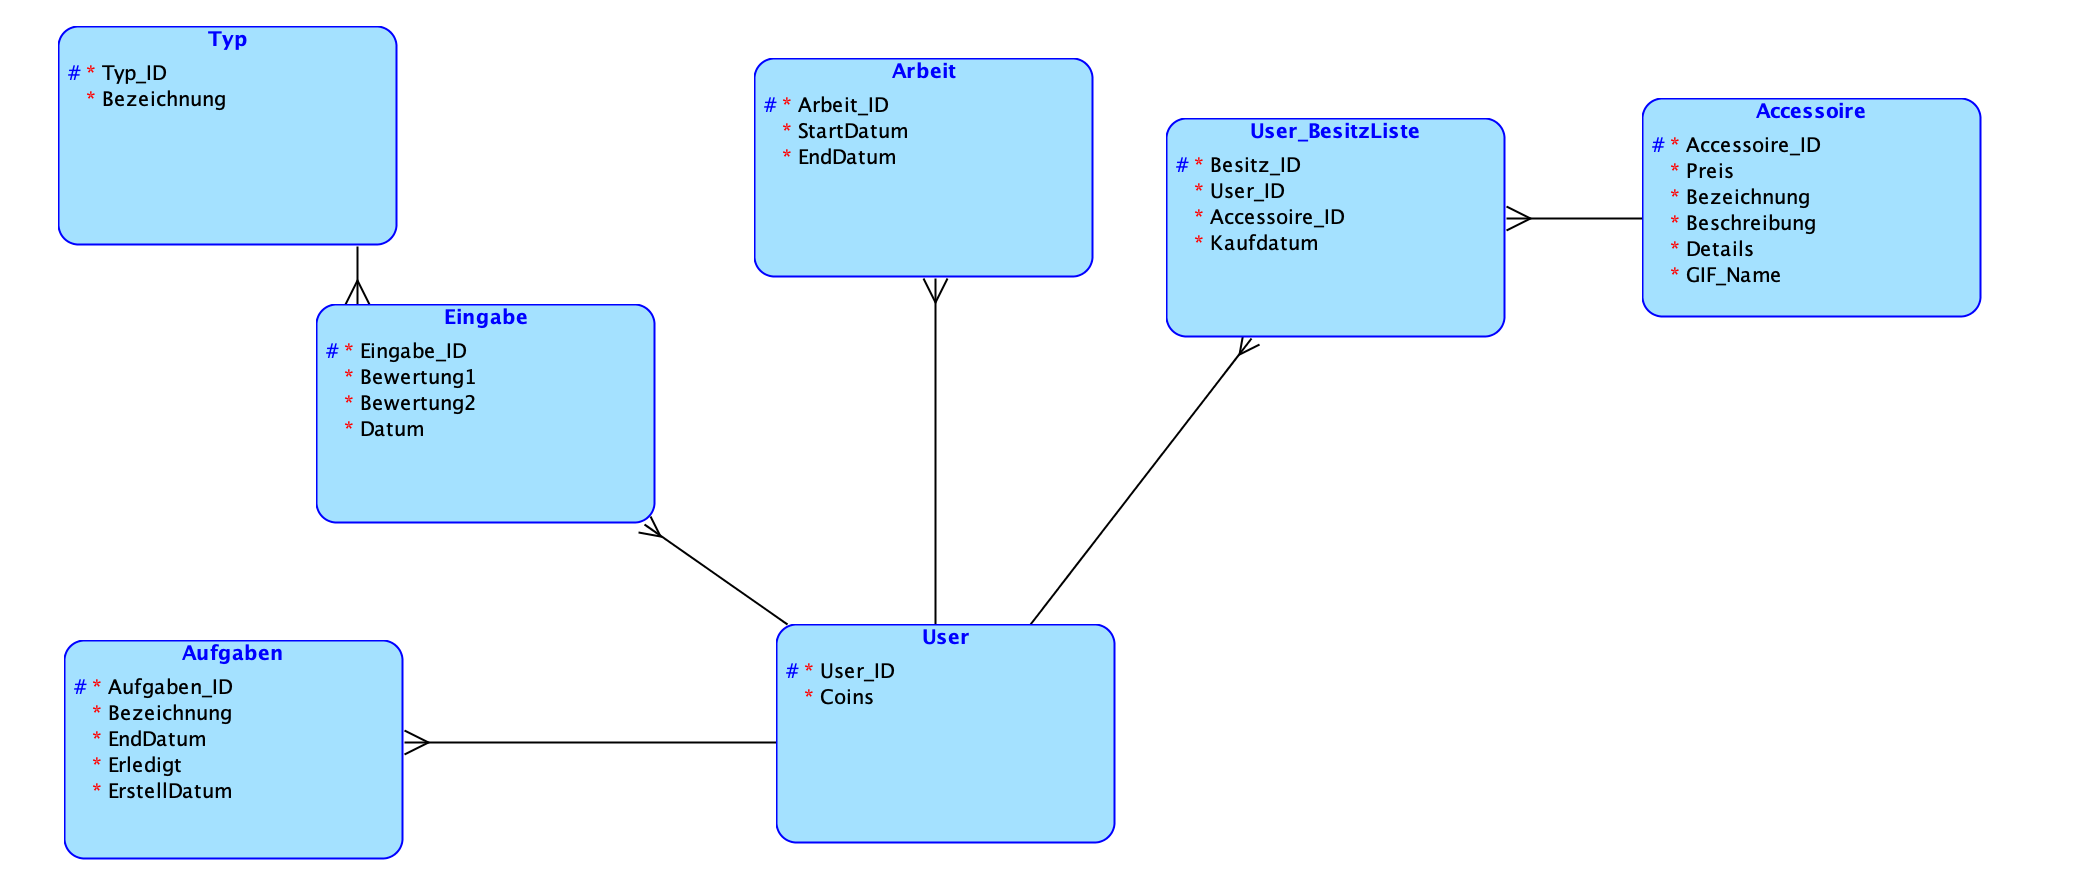 Typ
# * Typ_ID
* Bezeichnung
Arbeit
# * Arbeit_ID
* StartDatum
* EndDatum
User_BesitzListe
# * Besitz_ID
* User_ID
* Accessoire_ID
* Kaufdatum
Accessoire
# * Accessoire_ID
* Preis
* Bezeichnung
* Beschreibung
* Details
* GIF_Name
Eingabe
# * Eingabe_ID
* Bewertung1
* Bewertung2
* Datum
Aufgaben
# * Aufgaben_ID
* Bezeichnung
* EndDatum
* Erledigt
* ErstellDatum
User
# * User_ID
* Coins